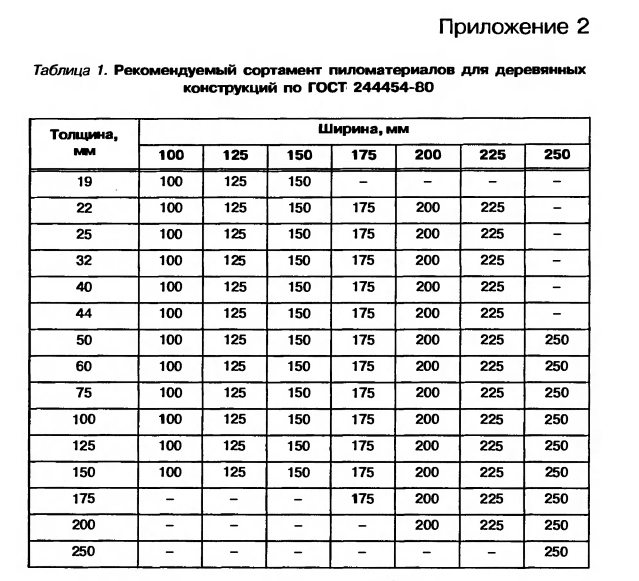 Приложение 2
Таблица 1. Рекомендуемый сортамент пиломатериалов для деревянных
конструкций по ГОСТ 244454-80
Толщина, мм Ширина, мм
100 125 150 175 200 225 250
19 100 125 150 – – – –
22 100 125 150 175 200 225 –
25 100 125 150 175 200 225 –
32 100 125 150 175 200 225 –
40 100 125 150 175 200 225 –
44 100 125 150 175 200 225 –
50 100 125 150 175 200 225 250
60 100 125 150 175 200 225 250
75 100 125 150 175 200 225 250
100 100 125 150 175 200 225 250
125 100 125 150 175 200 225 250
150 100 125 150 175 200 225 250
175 – – – 175 200 225 250
200 – – – – 200 225 250
250 – – – – – – 250